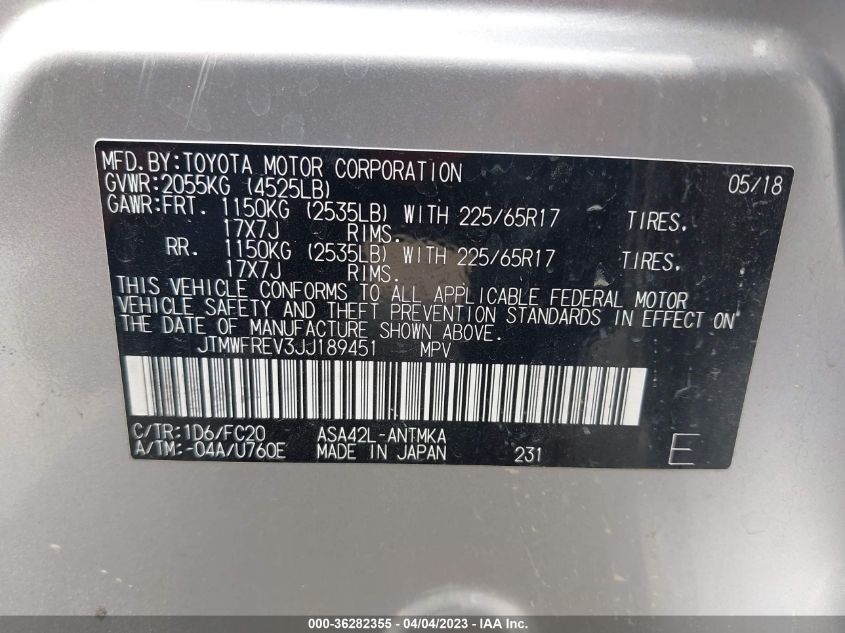 MFD.BY:TOYOTA MOTOR CORPORATION 05/18
GVWR:2055KG (4525LB)
GAWR:FRT. 1150KG (2535LB) WITH 225/65R17 TIRES.
17X7J RIMS.
RR. 1150KG (2535LB) WITH 225/65R17 TIRES.
17X7J RIMS.
THIS VEHICLE CONFORMS TO ALL APPLICABLE FEDERAL MOTOR
VEHICLE SAFETY AND THEFT PREVENTION STANDARDS IN EFFECT ON
THE DATE OF MANUFACTURE SHOWN ABOVE.
JTMWFREV3JJ189451 MPV
C/TR:1D6/FC20 ASA42L-ANTMKA
A/TM:-04A/U760E MADE IN JAPAN 231 E
000-36282355 - 04/04/2023 - IAA Inc.